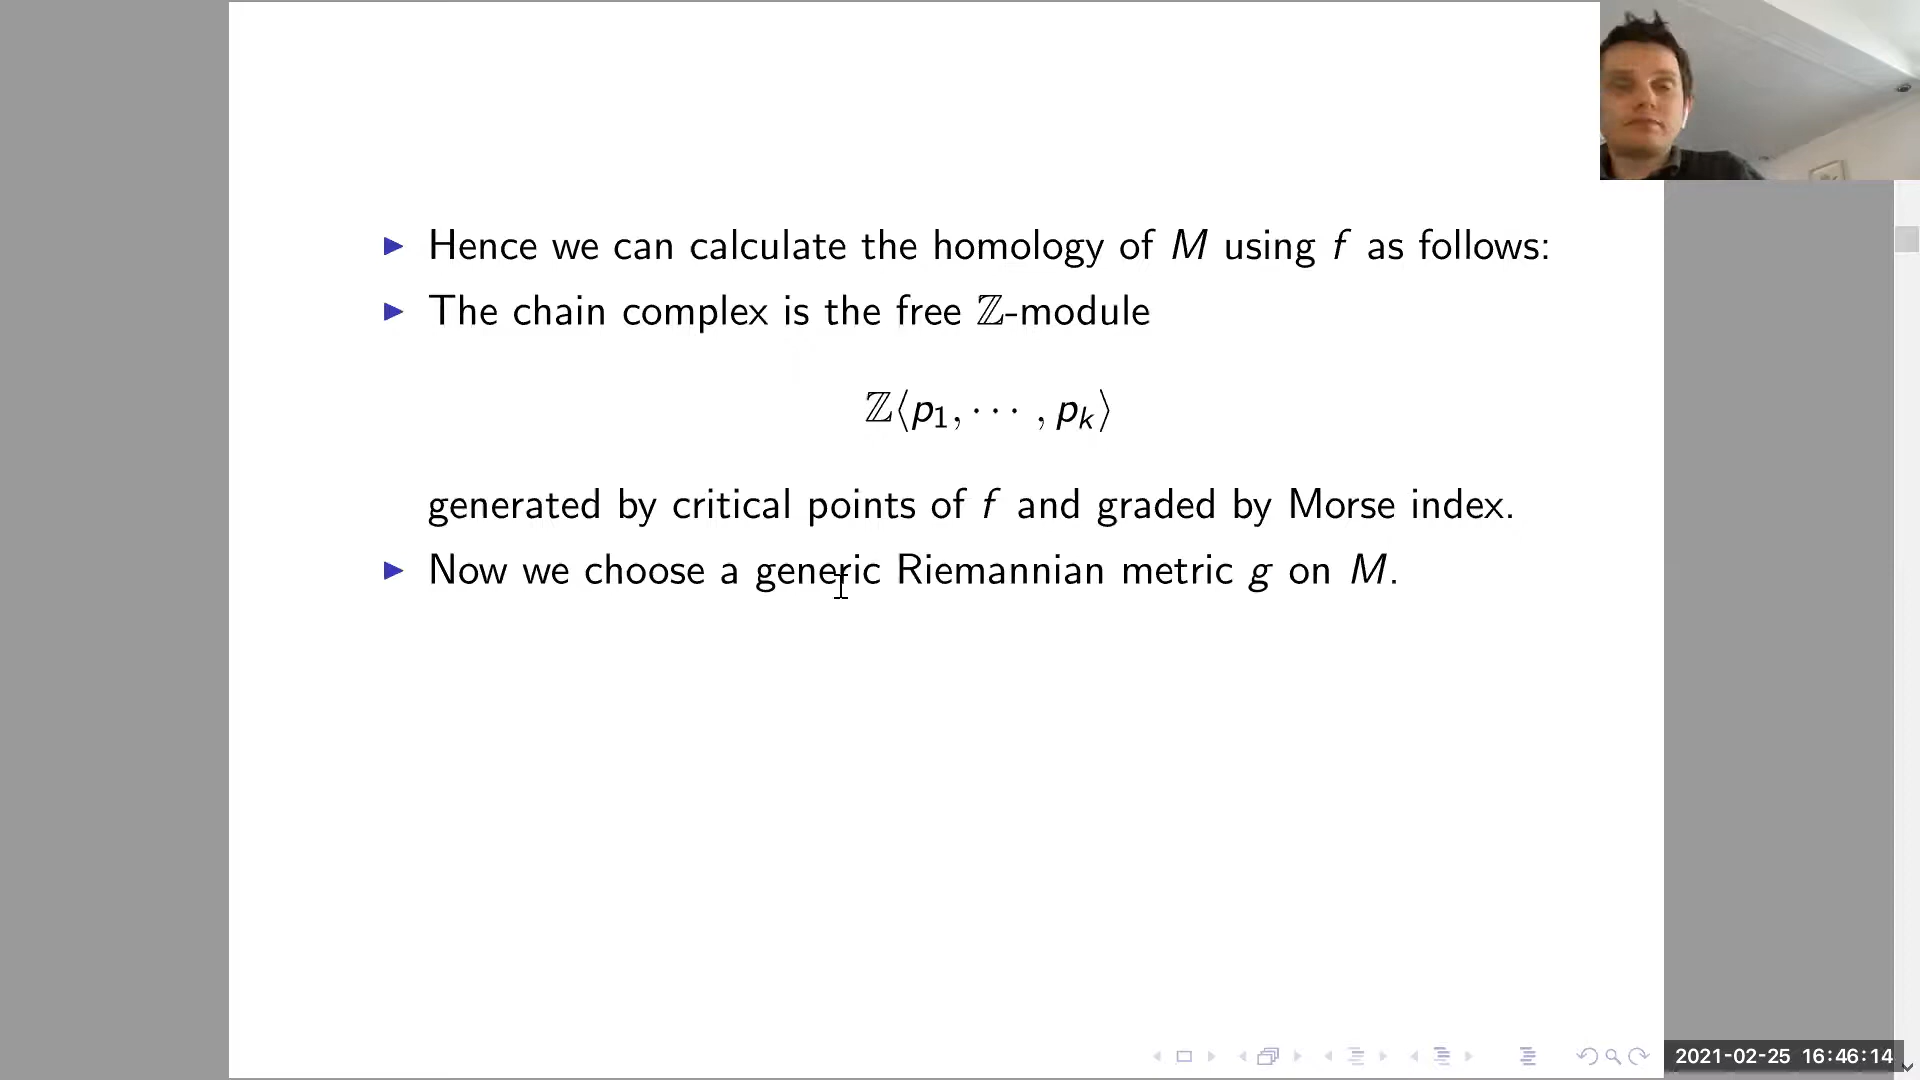 Hence we can calculate the homology of M using f as follows:
The chain complex is the free ℤ-module
ℤ⟨p₁, ⋯ , pₖ⟩
generated by critical points of f and graded by Morse index.
Now we choose a generic Riemannian metric g on M.
2021-02-25 16:46:14